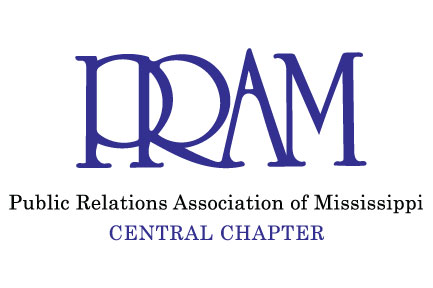 PRAM
Public Relations Association of Mississippi
CENTRAL CHAPTER